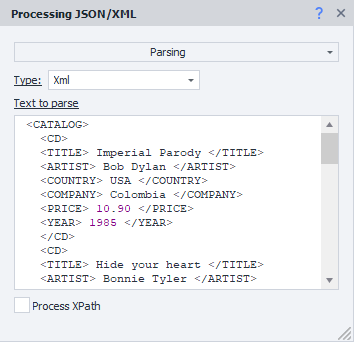 Processing JSON/XML ? ×
Parsing
Type: Xml
Text to parse
<CATALOG>
<CD>
<TITLE> Imperial Parody </TITLE>
<ARTIST> Bob Dylan </ARTIST>
<COUNTRY> USA </COUNTRY>
<COMPANY> Colombia </COMPANY>
<PRICE> 10.90 </PRICE>
<YEAR> 1985 </YEAR>
</CD>
<CD>
<TITLE> Hide your heart </TITLE>
<ARTIST> Bonnie Tyler </ARTIST>
Process XPath